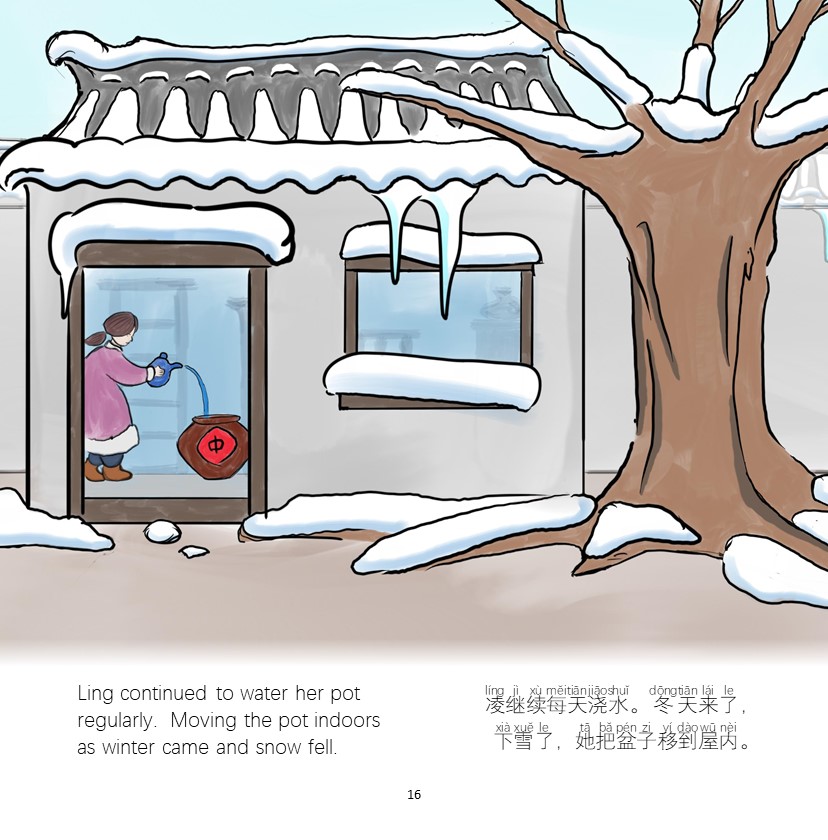 中
Ling continued to water her pot
regularly.  Moving the pot indoors
as winter came and snow fell.
líng jì xù měitiānjiāoshuǐ dōngtiān lái le
凌继续每天浇水。冬天来了，
xià xuě le tā bǎ pén zi yí dào wū nèi
下雪了，她把盆子移到屋内。
16